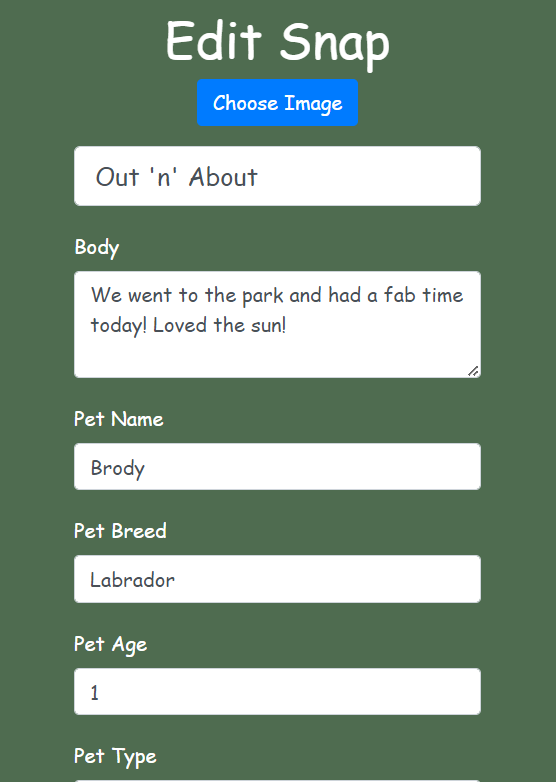 Edit Snap
Choose Image
Out 'n' About
Body
We went to the park and had a fab time
today! Loved the sun!
Pet Name
Brody
Pet Breed
Labrador
Pet Age
1
Pet Type